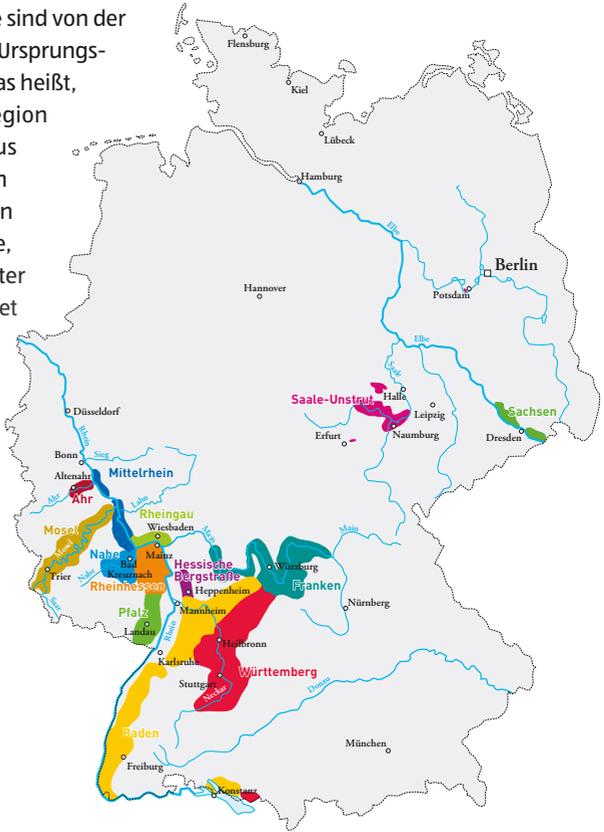 e sind von der
Ursprungs-
as heißt,
egion
us
n
n
e,
ter
et
Flensburg
Kiel
Lübeck
Hamburg
Elbe
Berlin
Potsdam
Hannover
Elbe
Saale
Saale-Unstrut
Halle
Leipzig
Sachsen
Düsseldorf
Erfurt
Naumburg
Dresden
Rhein
Bonn
Sieg
Mittelrhein
Altenahr
Ahr
Ahr
Lahn
Rheingau
Mosel
Wiesbaden
Main
Main
Mosel
Nahe
Mainz
Hessische
Bergstraße
Würzburg
Trier
Bad
Kreuznach
Nahe
Franken
Rheinhessen
Heppenheim
Saar
Mannheim
Nürnberg
Pfalz
Landau
Rhein
Heilbronn
Karlsruhe
Württemberg
Stuttgart
Neckar
Donau
Baden
München
Freiburg
Konstanz